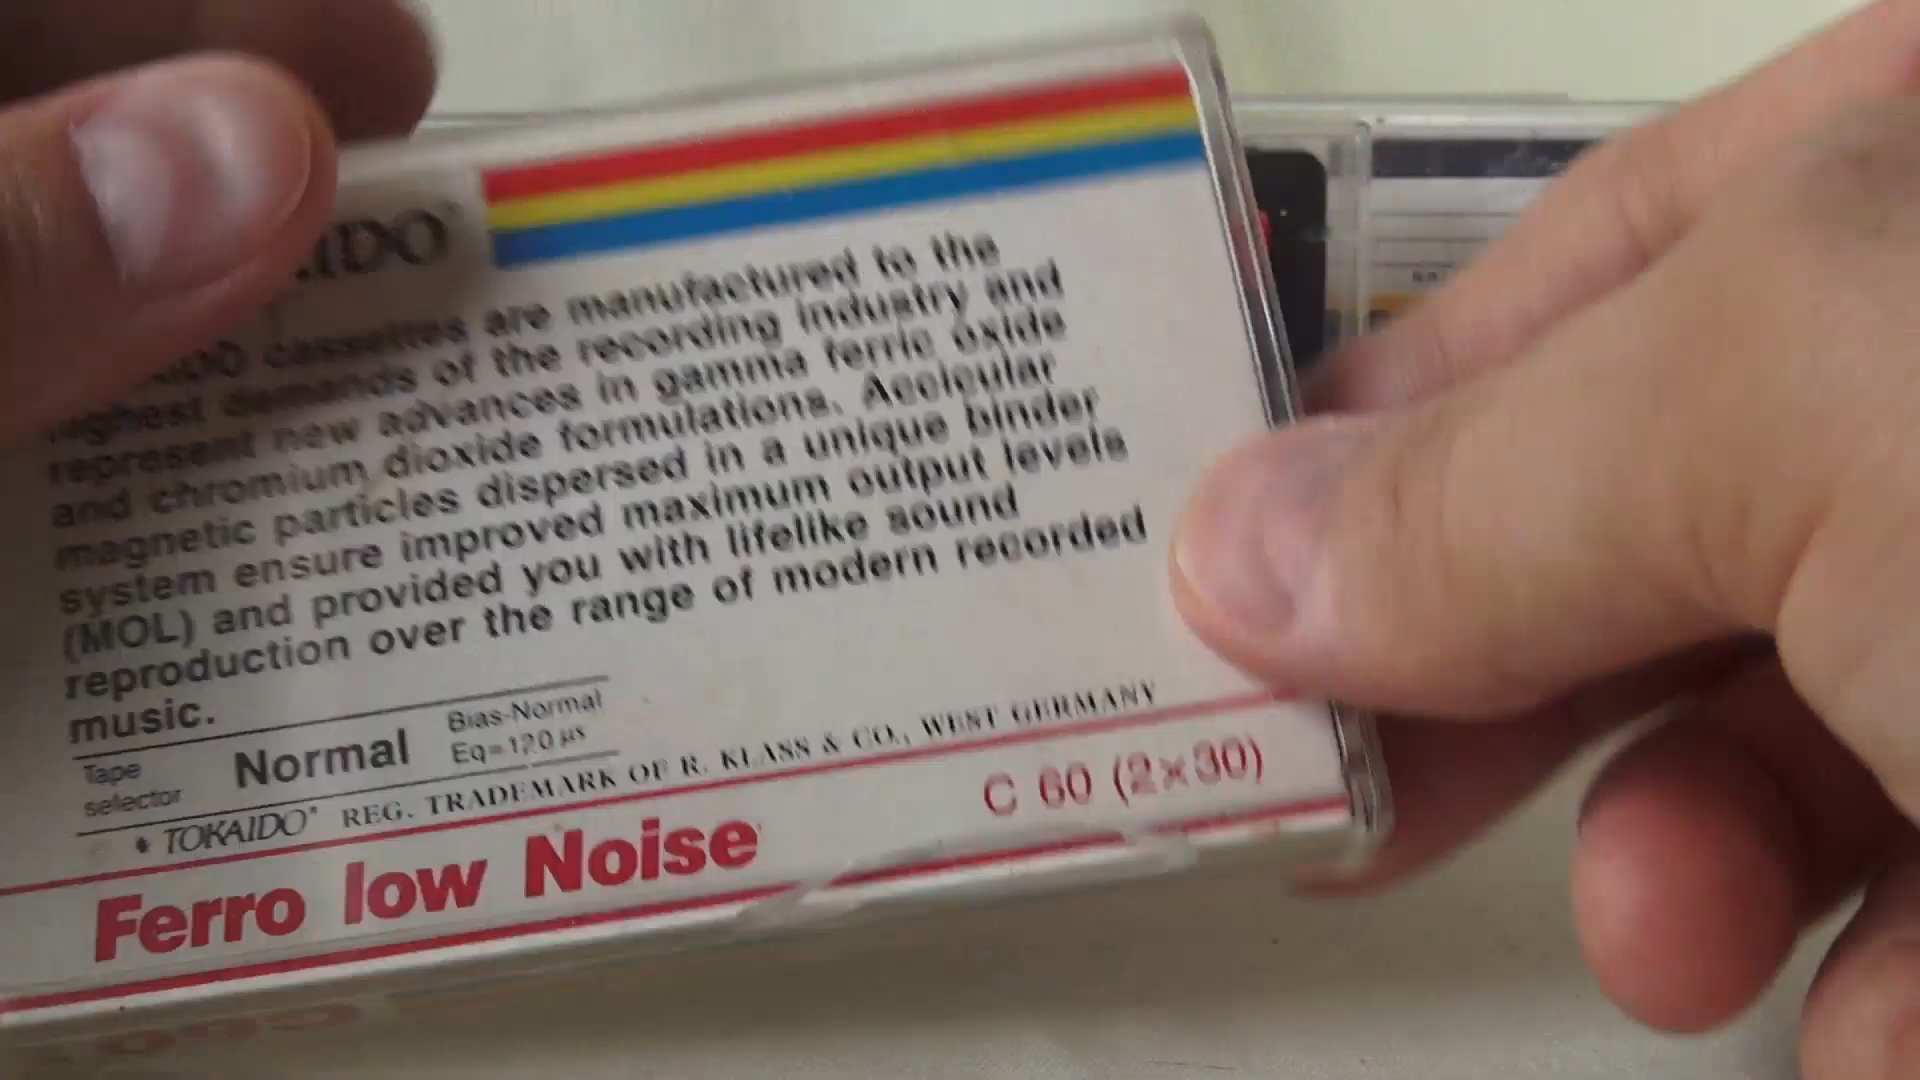 cassettes are manufactured to the
highest demands of the recording industry and
represent new advances in gamma ferric oxide
and chromium dioxide formulations. Accicular
magnetic particles dispersed in a unique binder
system ensure improved maximum output levels
(MOL) and provided you with lifelike sound
reproduction over the range of modern recorded
music.
Tape selector Normal Bias-Normal Eq=120 µs
TOKAIDO® REG. TRADEMARK OF R. KLASS & CO., WEST GERMANY
Ferro low Noise C 60 (2x30)